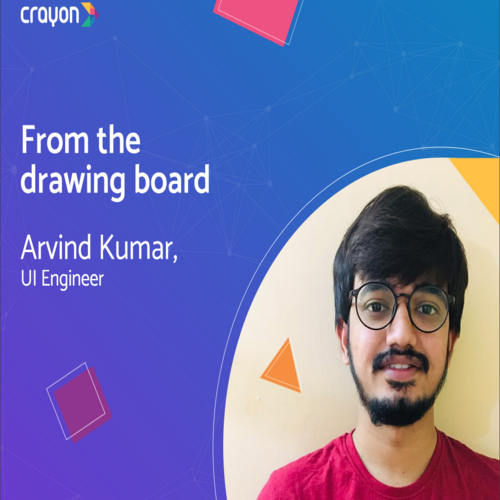 crayon
From the
drawing board
Arvind Kumar,
UI Engineer